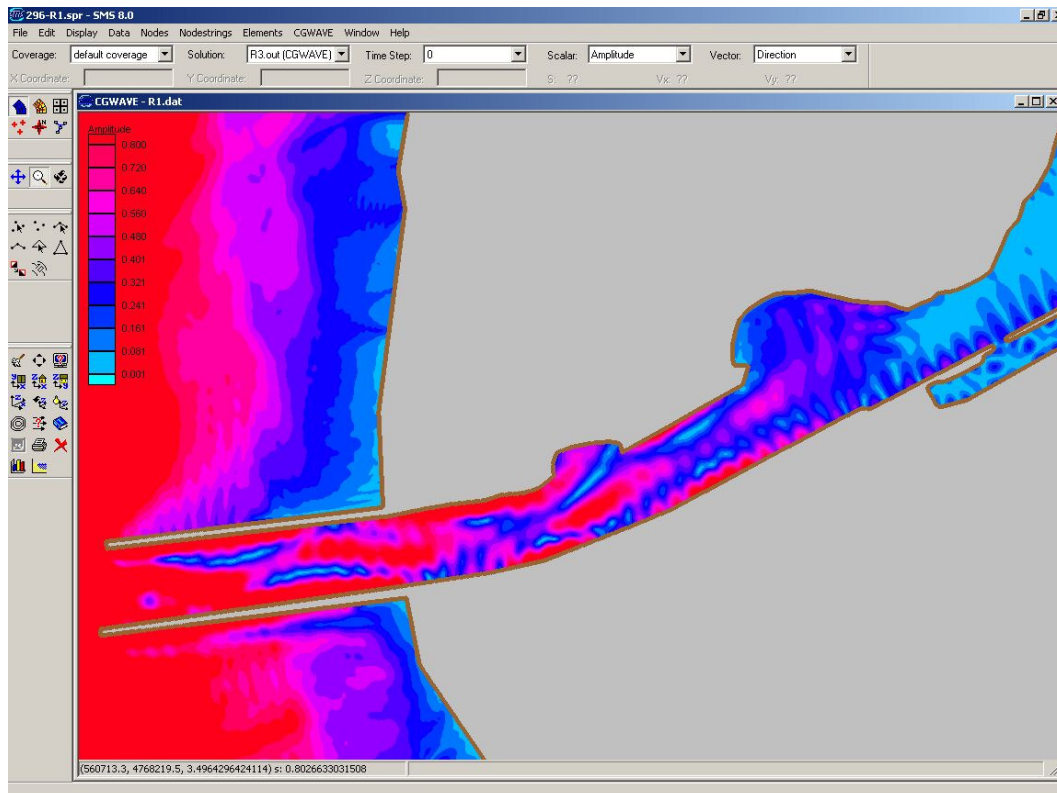 296-R1.spr - SMS 8.0
File Edit Display Data Nodes Nodestrings Elements CGWAVE Window Help
Coverage: default coverage Solution: R3.out (CGWAVE) Time Step: 0 Scalar: Amplitude Vector: Direction
X Coordinate: Y Coordinate: Z Coordinate: S: ?? Vx: ?? Vy: ??
CGWAVE - R1.dat
Amplitude
0.800
0.720
0.640
0.560
0.480
0.401
0.321
0.241
0.161
0.081
0.001
(560713.3, 4768219.5, 3.4964296424114) s: 0.8026633031508